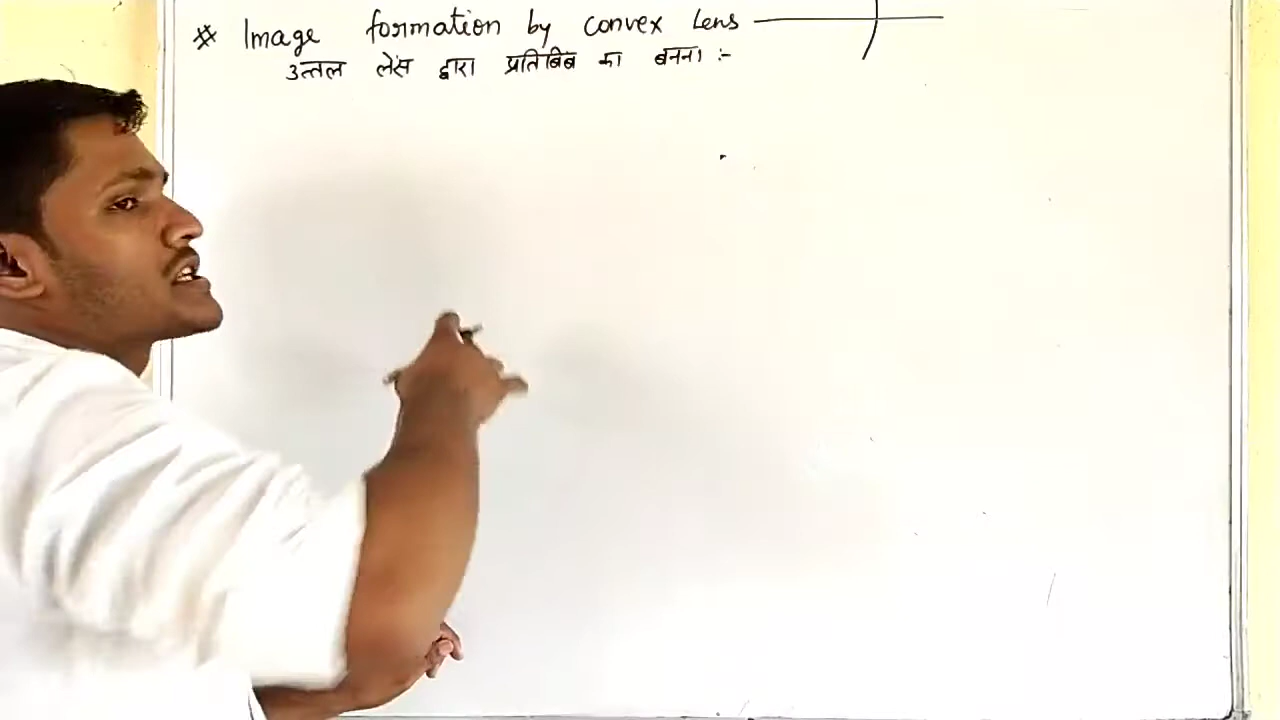 ⁂ Image formation by convex Lens
उत्तल लेंस द्वारा प्रतिबिंब का बनना :-